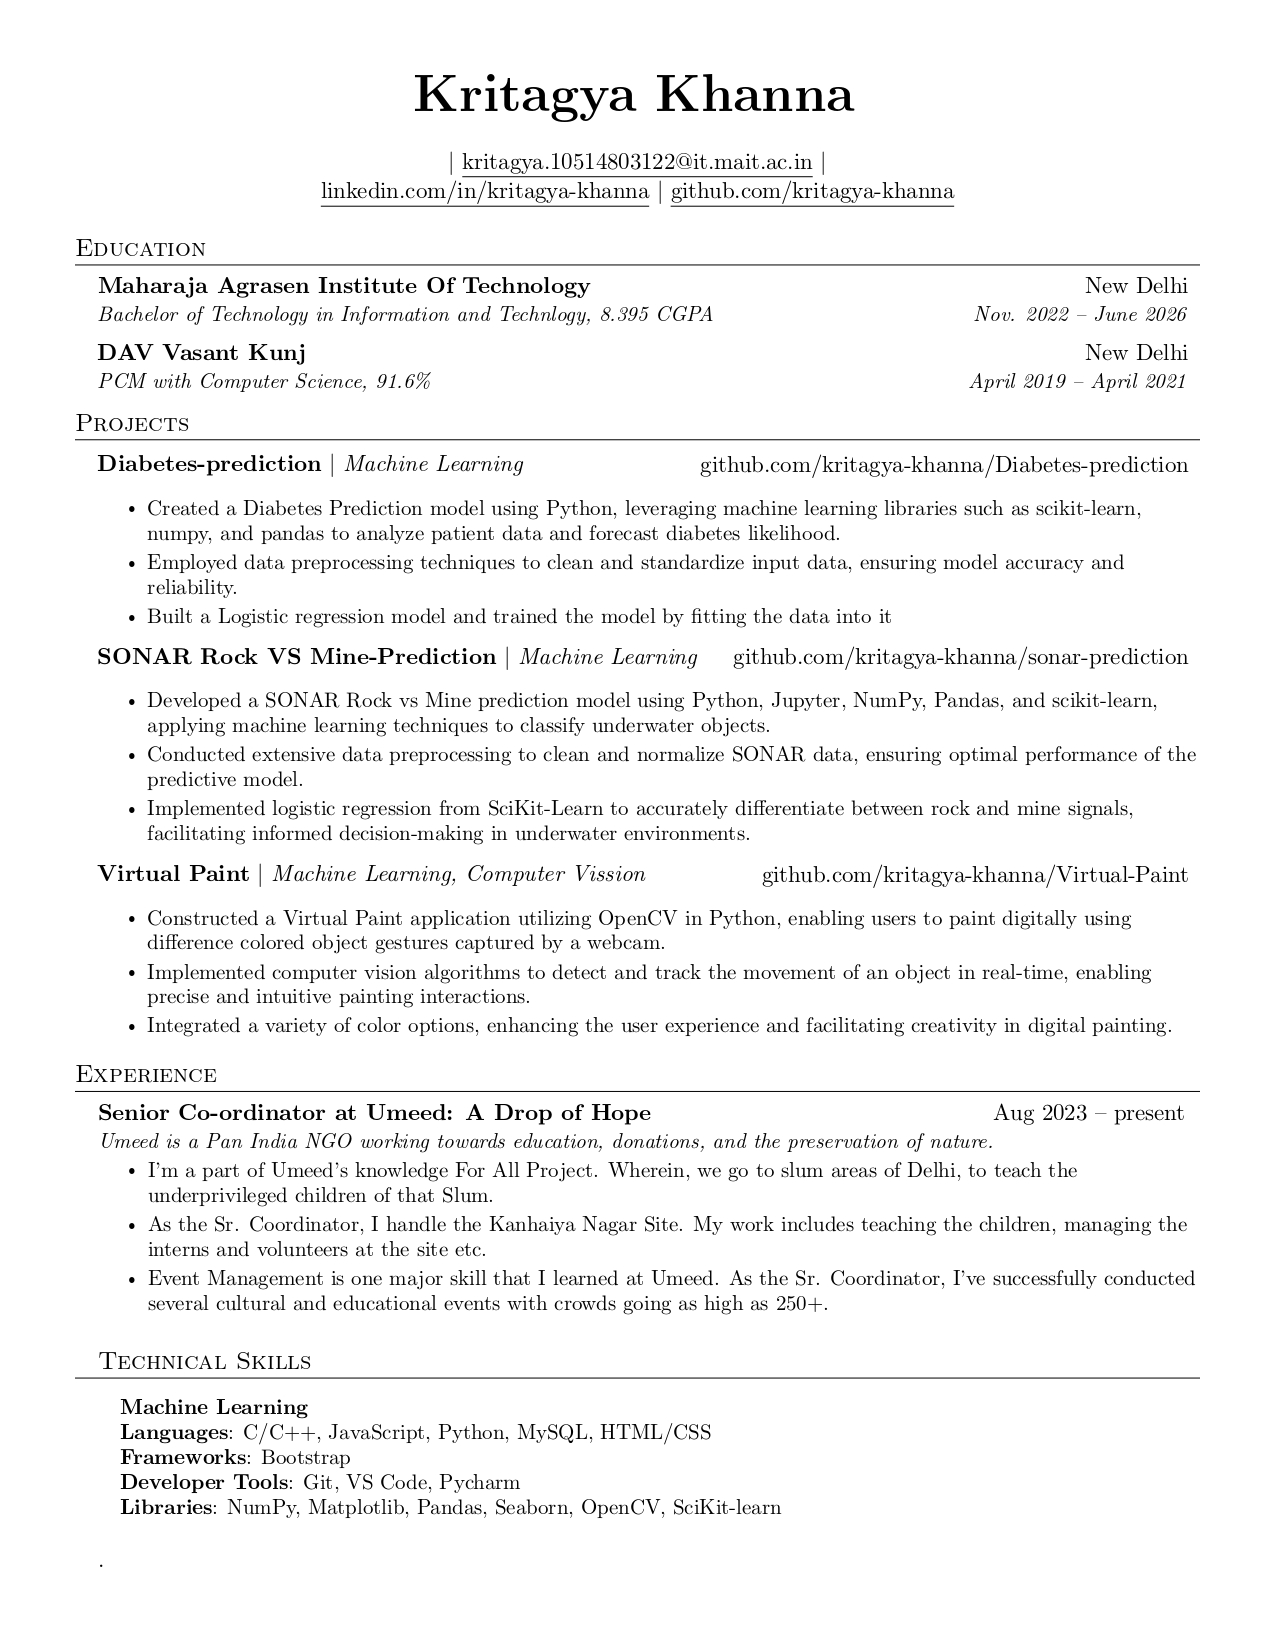 Kritagya Khanna
| kritagya.10514803122@it.mait.ac.in |
linkedin.com/in/kritagya-khanna | github.com/kritagya-khanna
Education
Maharaja Agrasen Institute Of Technology New Delhi
Bachelor of Technology in Information and Technlogy, 8.395 CGPA Nov. 2022 – June 2026
DAV Vasant Kunj New Delhi
PCM with Computer Science, 91.6% April 2019 – April 2021
Projects
Diabetes-prediction | Machine Learning github.com/kritagya-khanna/Diabetes-prediction
• Created a Diabetes Prediction model using Python, leveraging machine learning libraries such as scikit-learn,
numpy, and pandas to analyze patient data and forecast diabetes likelihood.
• Employed data preprocessing techniques to clean and standardize input data, ensuring model accuracy and
reliability.
• Built a Logistic regression model and trained the model by fitting the data into it
SONAR Rock VS Mine-Prediction | Machine Learning github.com/kritagya-khanna/sonar-prediction
• Developed a SONAR Rock vs Mine prediction model using Python, Jupyter, NumPy, Pandas, and scikit-learn,
applying machine learning techniques to classify underwater objects.
• Conducted extensive data preprocessing to clean and normalize SONAR data, ensuring optimal performance of the
predictive model.
• Implemented logistic regression from SciKit-Learn to accurately differentiate between rock and mine signals,
facilitating informed decision-making in underwater environments.
Virtual Paint | Machine Learning, Computer Vission github.com/kritagya-khanna/Virtual-Paint
• Constructed a Virtual Paint application utilizing OpenCV in Python, enabling users to paint digitally using
difference colored object gestures captured by a webcam.
• Implemented computer vision algorithms to detect and track the movement of an object in real-time, enabling
precise and intuitive painting interactions.
• Integrated a variety of color options, enhancing the user experience and facilitating creativity in digital painting.
Experience
Senior Co-ordinator at Umeed: A Drop of Hope Aug 2023 – present
Umeed is a Pan India NGO working towards education, donations, and the preservation of nature.
• I'm a part of Umeed's knowledge For All Project. Wherein, we go to slum areas of Delhi, to teach the
underprivileged children of that Slum.
• As the Sr. Coordinator, I handle the Kanhaiya Nagar Site. My work includes teaching the children, managing the
interns and volunteers at the site etc.
• Event Management is one major skill that I learned at Umeed. As the Sr. Coordinator, I've successfully conducted
several cultural and educational events with crowds going as high as 250+.
Technical Skills
Machine Learning
Languages: C/C++, JavaScript, Python, MySQL, HTML/CSS
Frameworks: Bootstrap
Developer Tools: Git, VS Code, Pycharm
Libraries: NumPy, Matplotlib, Pandas, Seaborn, OpenCV, SciKit-learn
.